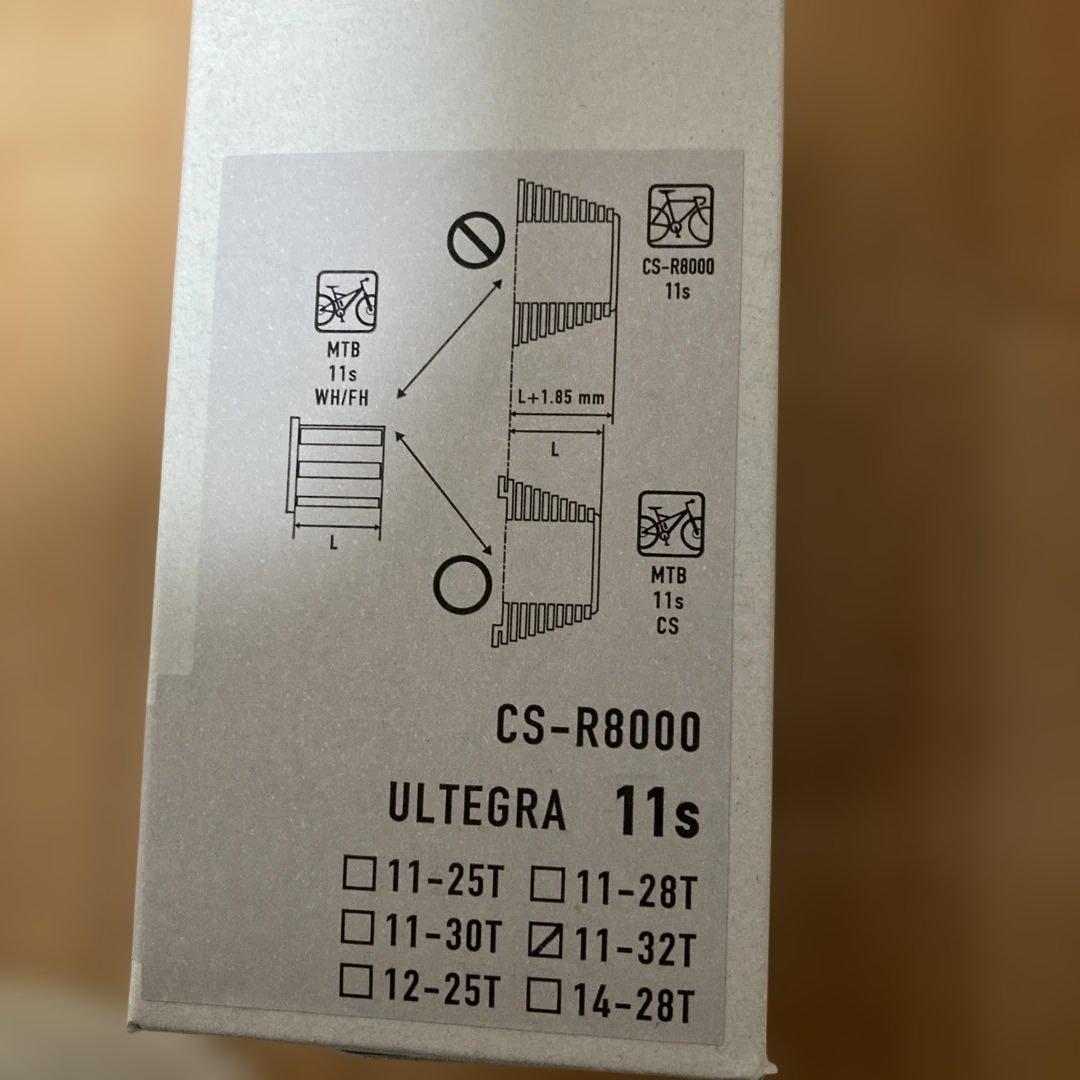 CS-R8000
11s
MTB
11s
WH/FH
L+1.85 mm
L
L
MTB
11s
CS
CS-R8000
ULTEGRA 11s
11-25T 11-28T
11-30T 11-32T
12-25T 14-28T